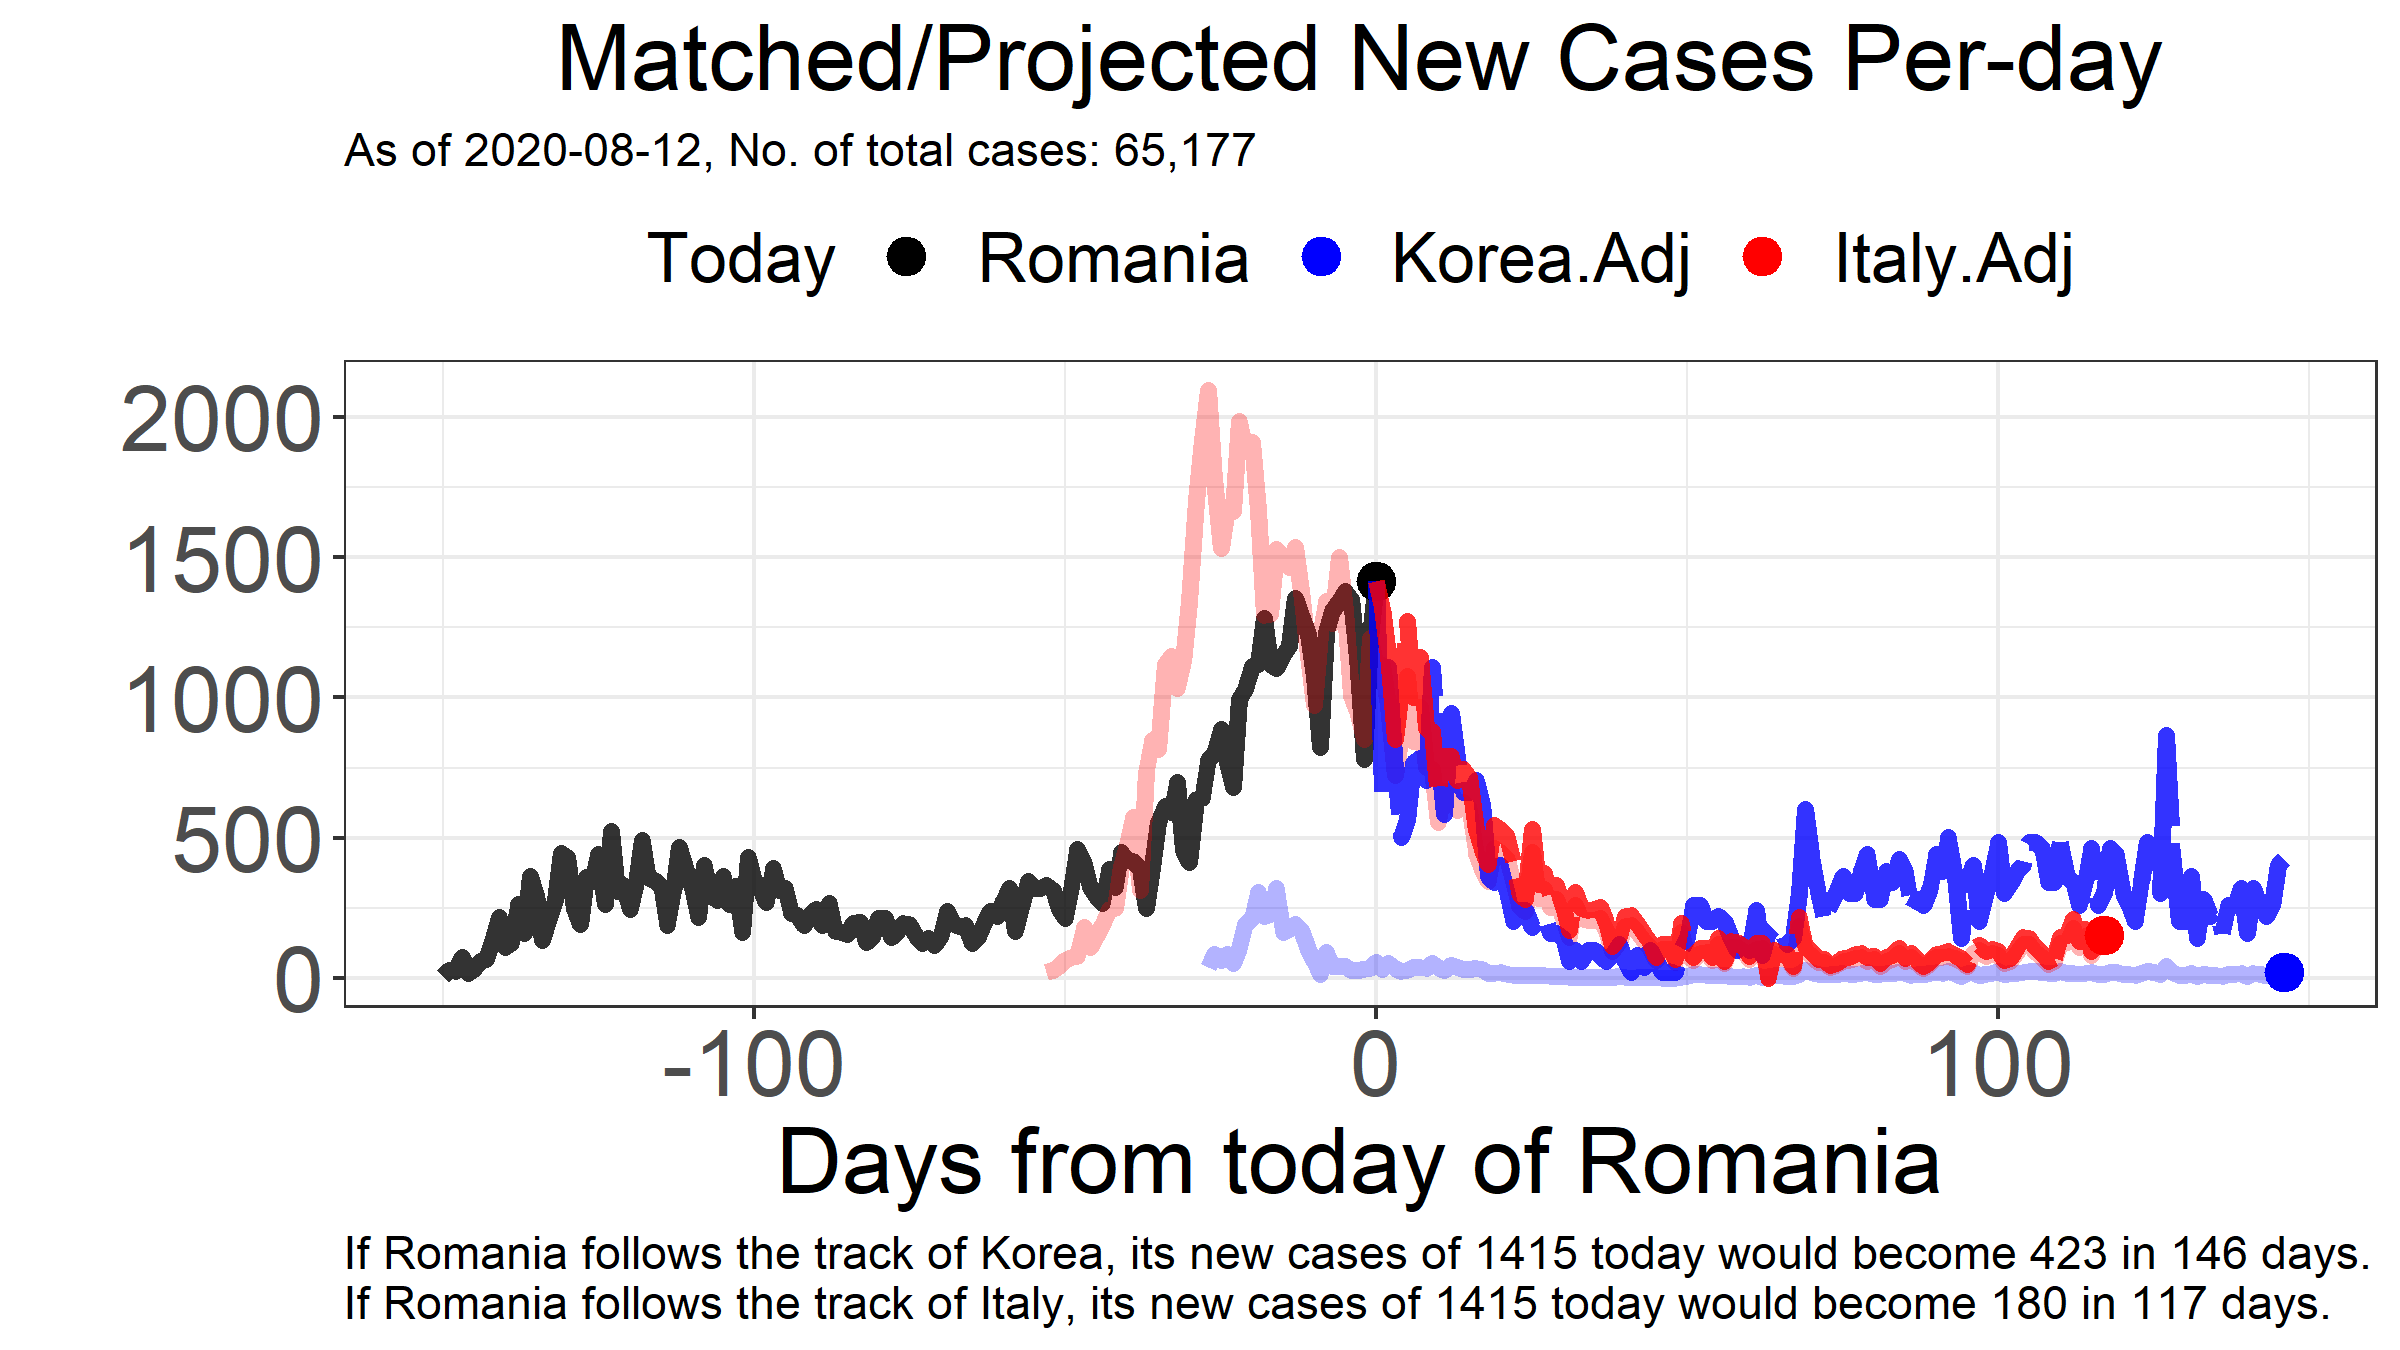 Matched/Projected New Cases Per-day
As of 2020-08-12, No. of total cases: 65,177
Today Romania Korea.Adj Italy.Adj
2000
1500
1000
500
0
-100 0 100
Days from today of Romania
If Romania follows the track of Korea, its new cases of 1415 today would become 423 in 146 days.
If Romania follows the track of Italy, its new cases of 1415 today would become 180 in 117 days.